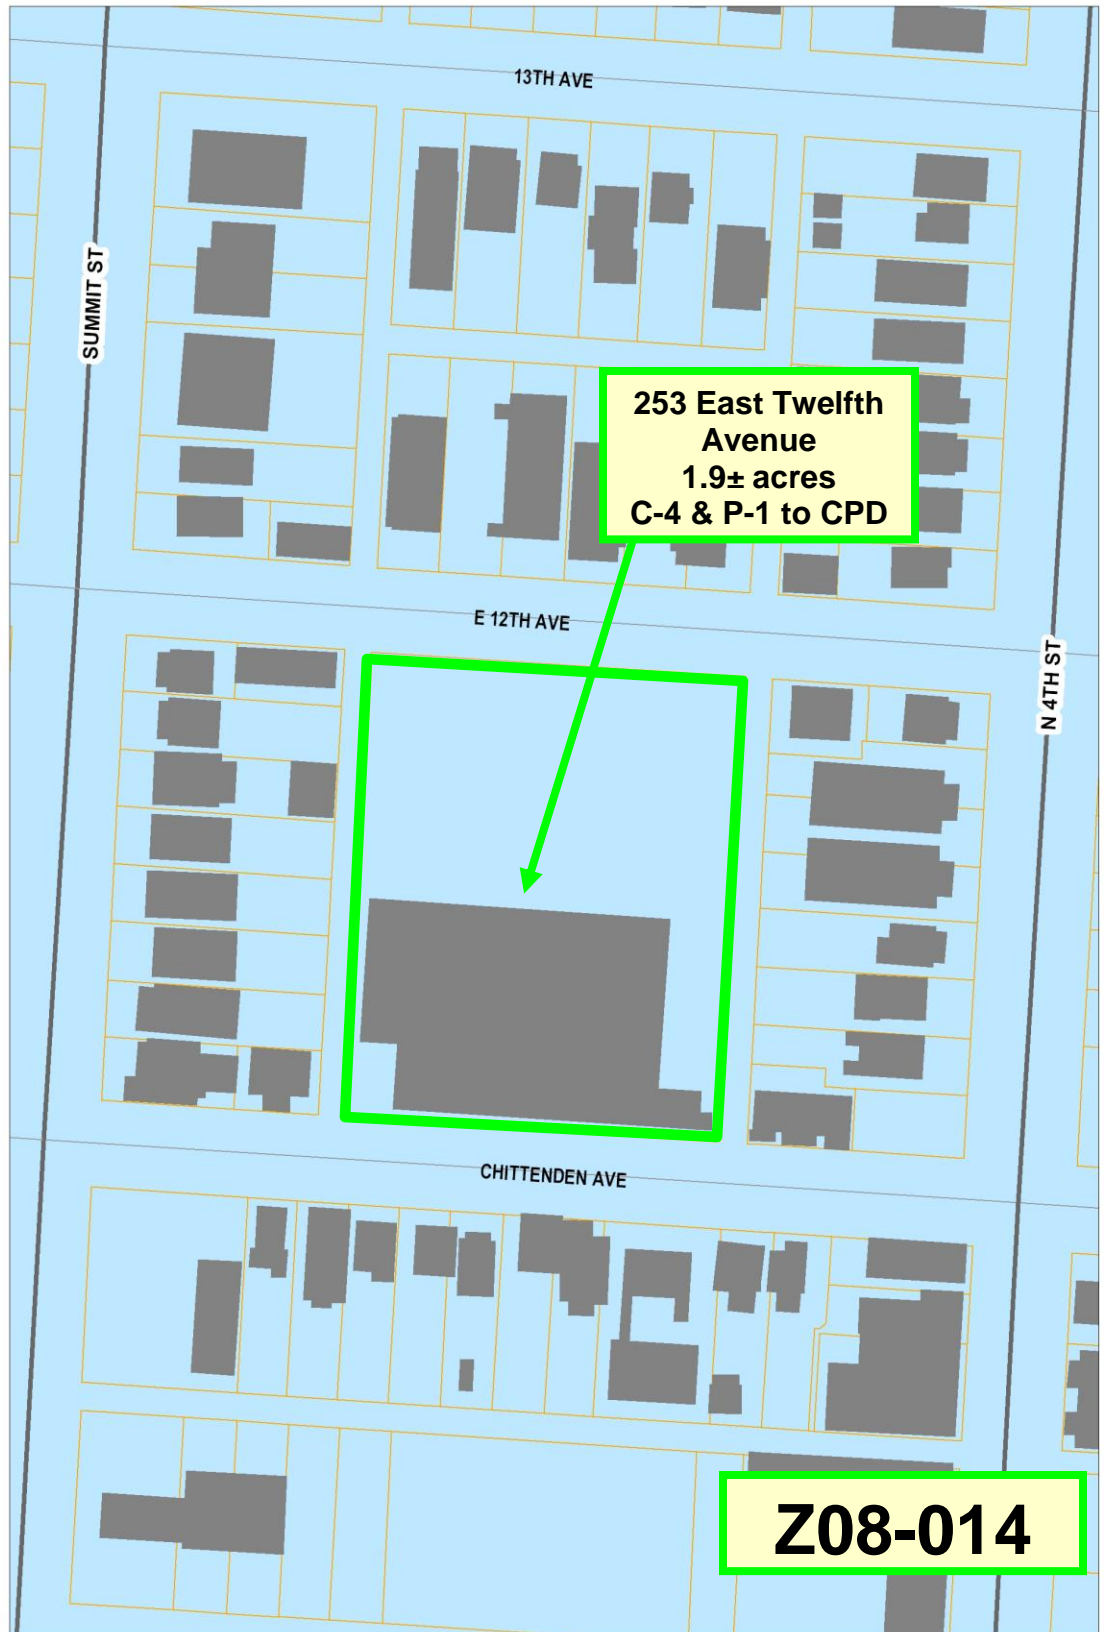 13TH AVE
SUMMIT ST
253 East Twelfth
Avenue
1.9± acres
C-4 & P-1 to CPD
E 12TH AVE
N 4TH ST
CHITTENDEN AVE
Z08-014